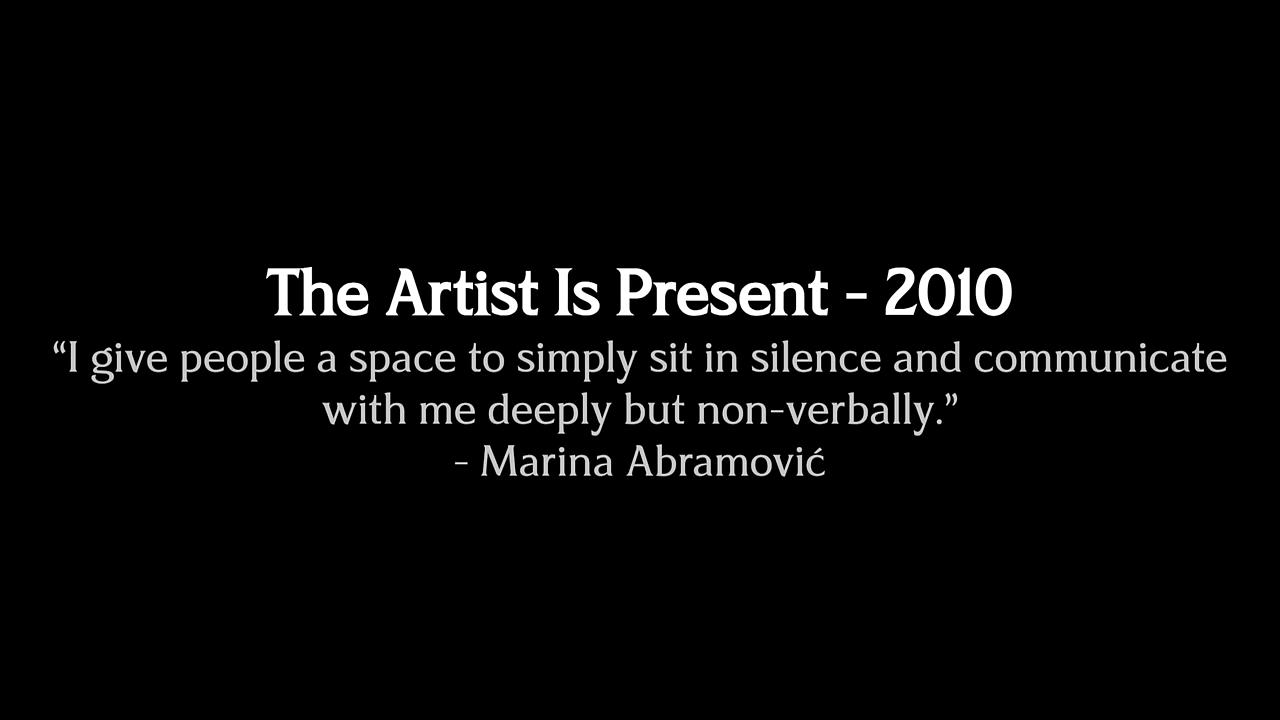 The Artist Is Present - 2010
“I give people a space to simply sit in silence and communicate
with me deeply but non-verbally.”
- Marina Abramović